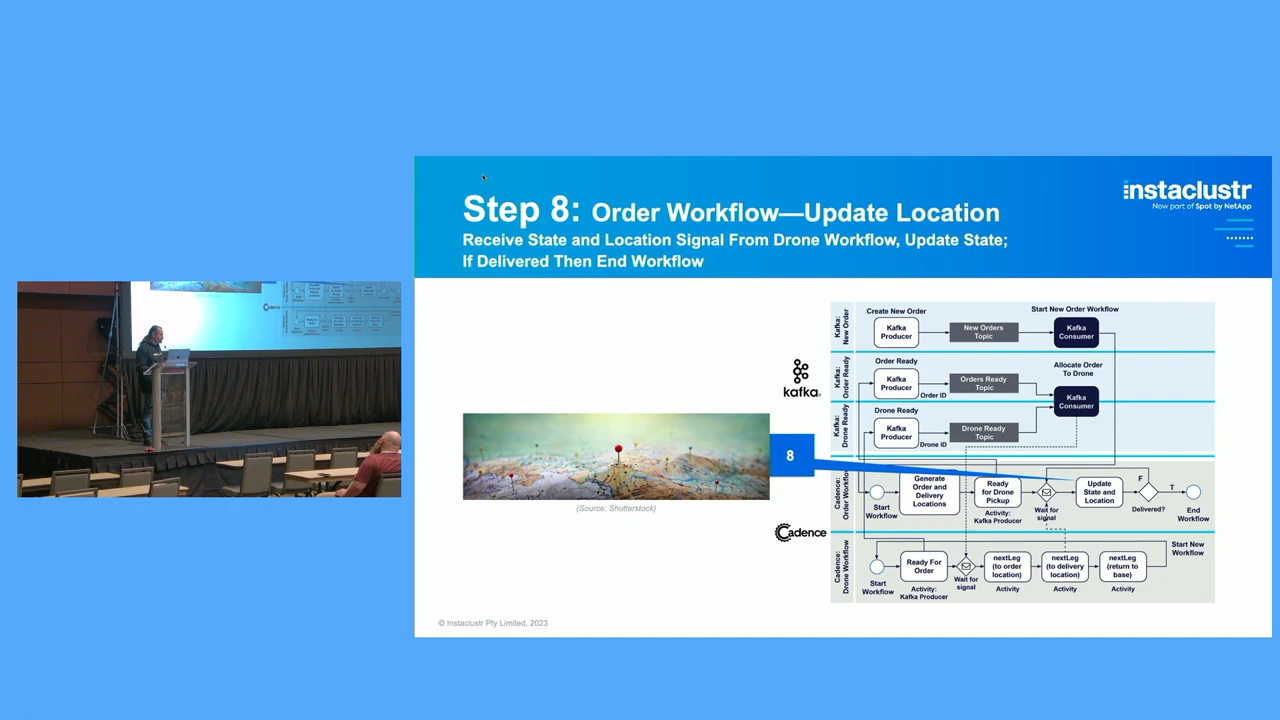 Step 8: Order Workflow—Update Location
Receive State and Location Signal From Drone Workflow, Update State;
If Delivered Then End Workflow
instaclustr
Now part of Spot by NetApp
kafka
(Source: Shutterstock)
8
Cadence
Kafka:
New Order
Create New Order
Kafka
Producer
New Orders
Topic
Start New Order Workflow
Kafka
Consumer
Kafka:
Order Ready
Order Ready
Kafka
Producer
Order ID
Orders Ready
Topic
Allocate Order
To Drone
Kafka
Consumer
Kafka:
Drone Ready
Drone Ready
Kafka
Producer
Drone ID
Drone Ready
Topic
Cadence:
Order Workflow
Start
Workflow
Generate
Order and
Delivery
Locations
Ready
for Drone
Pickup
Activity:
Kafka Producer
Wait for
signal
Update
State and
Location
F
Delivered?
T
End
Workflow
Cadence:
Drone Workflow
Start
Workflow
Ready For
Order
Activity:
Kafka Producer
Wait for
signal
nextLeg
(to order
location)
Activity
nextLeg
(to delivery
location)
Activity
nextLeg
(return to
base)
Activity
Start New
Workflow
© Instaclustr Pty Limited, 2023